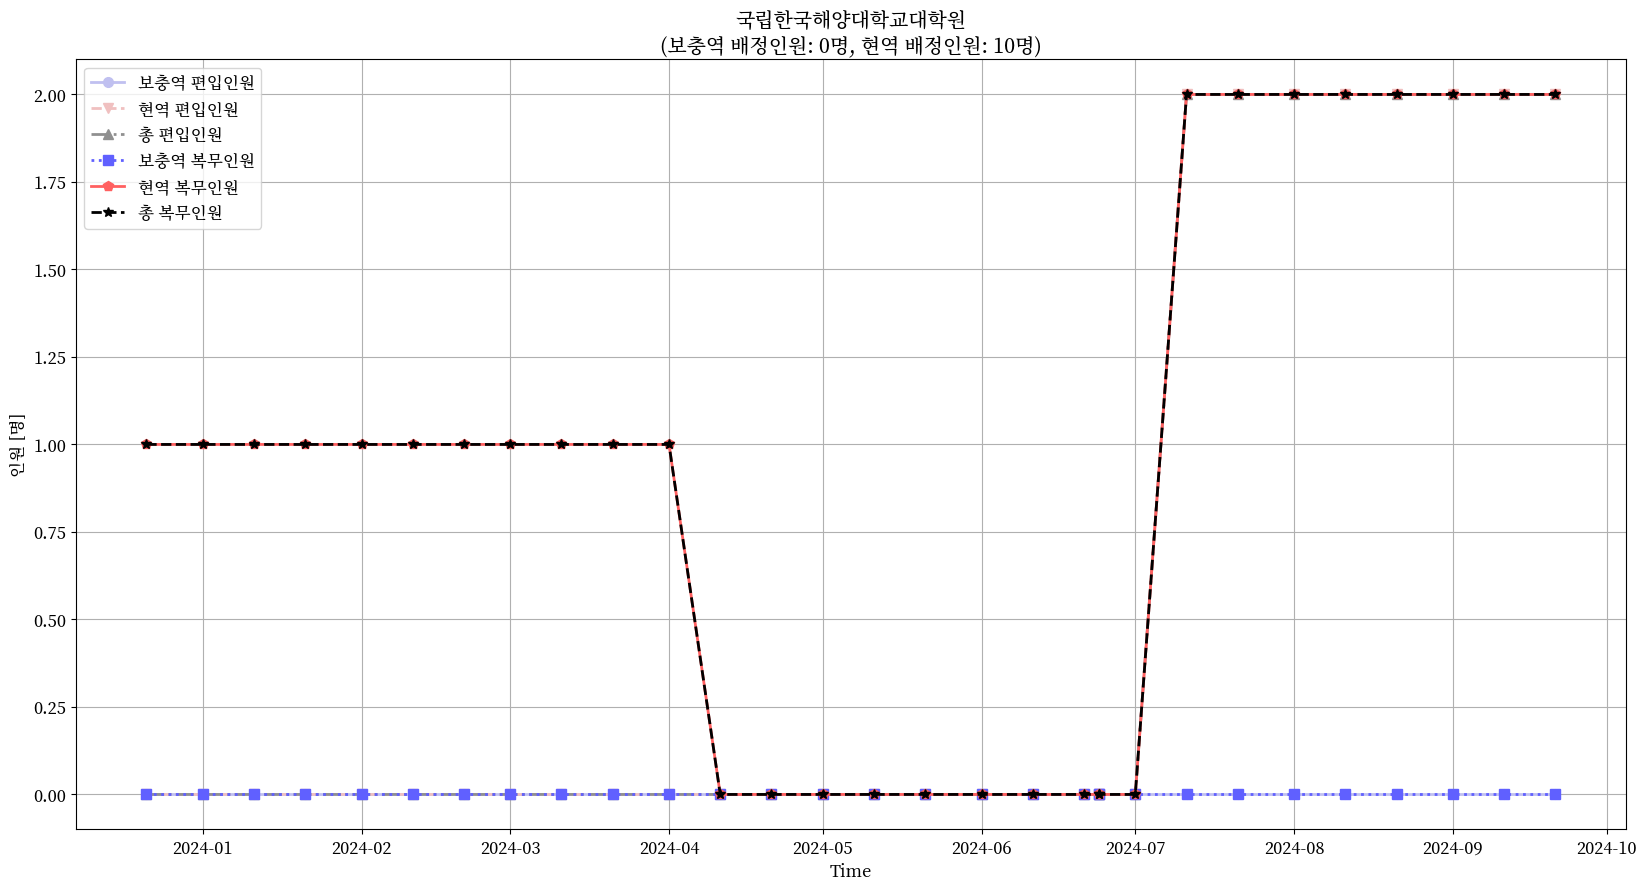 국립한국해양대학교대학원
(보충역 배정인원: 0명, 현역 배정인원: 10명)
보충역 편입인원
현역 편입인원
총 편입인원
보충역 복무인원
현역 복무인원
총 복무인원
인원 [명]
2.00
1.75
1.50
1.25
1.00
0.75
0.50
0.25
0.00
2024-01
2024-02
2024-03
2024-04
2024-05
2024-06
2024-07
2024-08
2024-09
2024-10
Time